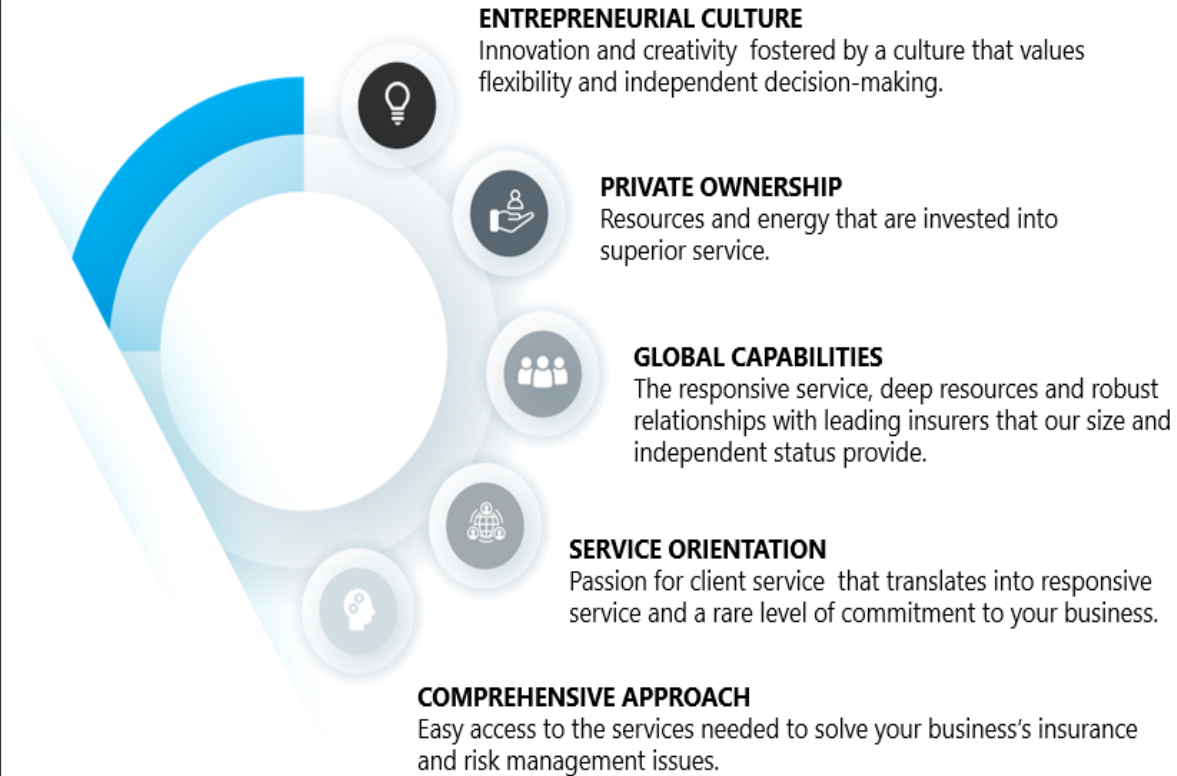 ENTREPRENEURIAL CULTURE
Innovation and creativity  fostered by a culture that values
flexibility and independent decision-making.
PRIVATE OWNERSHIP
Resources and energy that are invested into
superior service.
GLOBAL CAPABILITIES
The responsive service, deep resources and robust
relationships with leading insurers that our size and
independent status provide.
SERVICE ORIENTATION
Passion for client service  that translates into responsive
service and a rare level of commitment to your business.
COMPREHENSIVE APPROACH
Easy access to the services needed to solve your business’s insurance
and risk management issues.